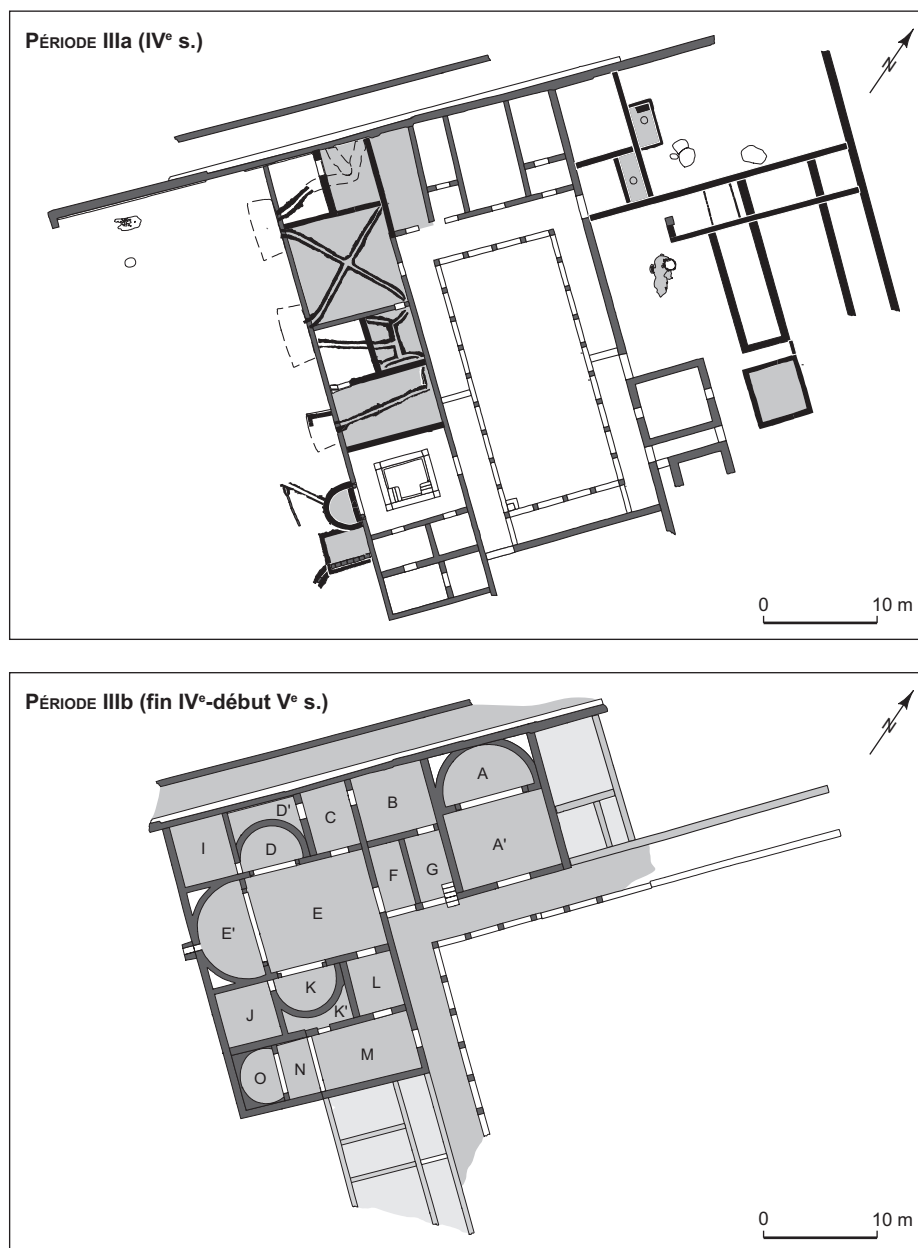 PÉRIODE IIIa (IVe s.)
N
0 10 m
PÉRIODE IIIb (fin IVe-début Ve s.)
N
A
D'
C
B
I
D
A'
F
G
E
E'
K
L
J
K'
M
N
O
0 10 m